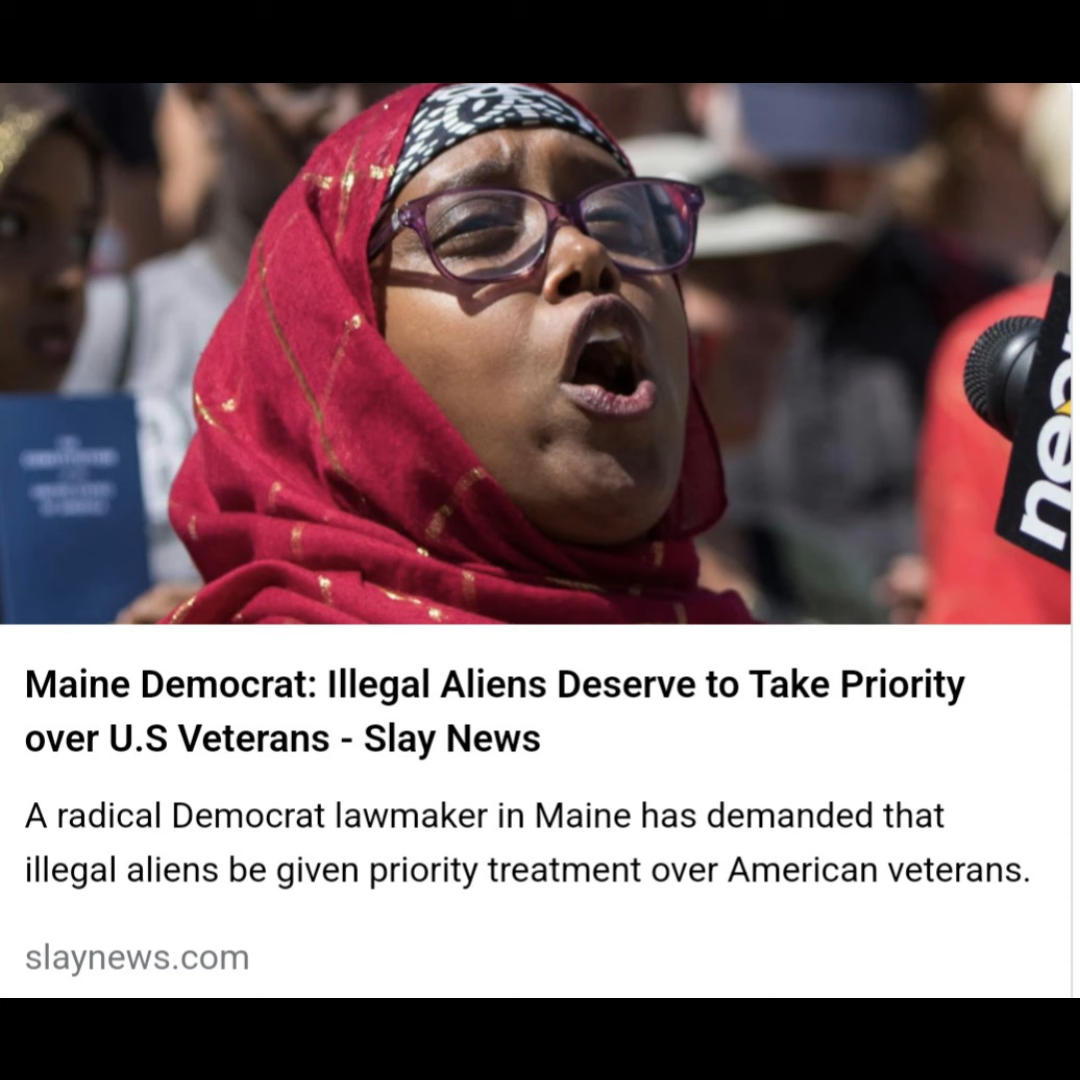 Maine Democrat: Illegal Aliens Deserve to Take Priority
over U.S Veterans - Slay News
A radical Democrat lawmaker in Maine has demanded that
illegal aliens be given priority treatment over American veterans.
slaynews.com